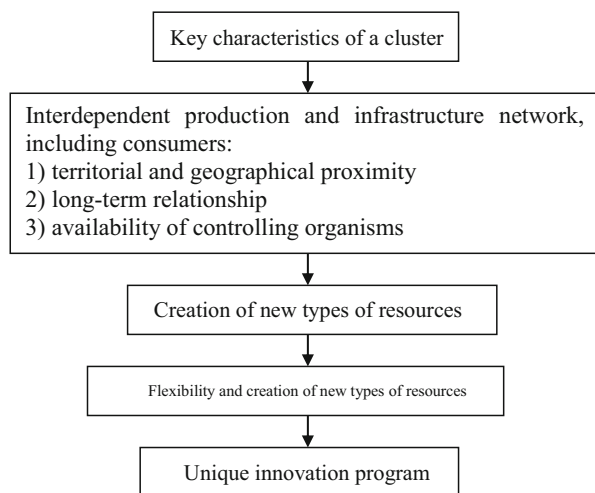 Key characteristics of a cluster
Interdependent production and infrastructure network,
including consumers:
1) territorial and geographical proximity
2) long-term relationship
3) availability of controlling organisms
Creation of new types of resources
Flexibility and creation of new types of resources
Unique innovation program